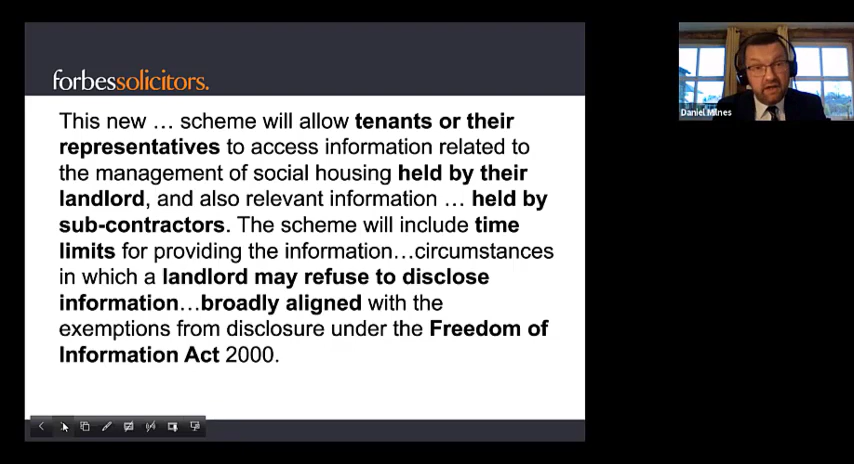 forbessolicitors.
This new … scheme will allow tenants or their
representatives to access information related to
the management of social housing held by their
landlord, and also relevant information … held by
sub-contractors. The scheme will include time
limits for providing the information…circumstances
in which a landlord may refuse to disclose
information…broadly aligned with the
exemptions from disclosure under the Freedom of
Information Act 2000.
Daniel Milnes